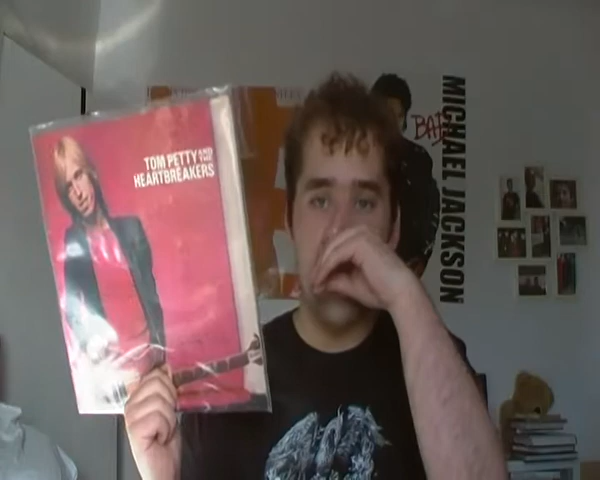 TOM PETTY AND THE
HEARTBREAKERS
BAD
MICHAEL JACKSON